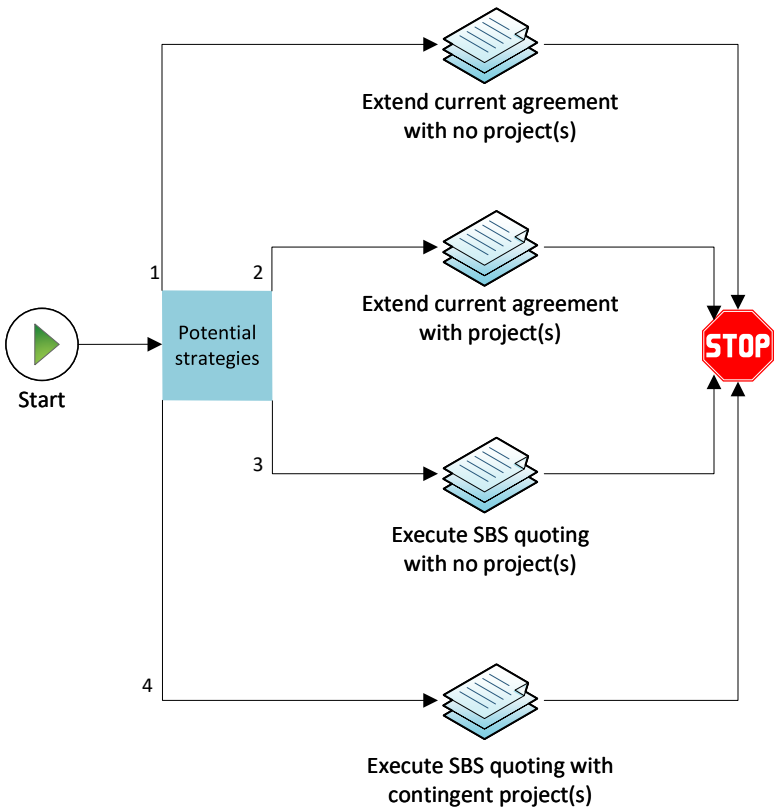 Extend current agreement
with no project(s)
1
2
Extend current agreement
with project(s)
Potential
strategies
STOP
Start
3
Execute SBS quoting
with no project(s)
4
Execute SBS quoting with
contingent project(s)